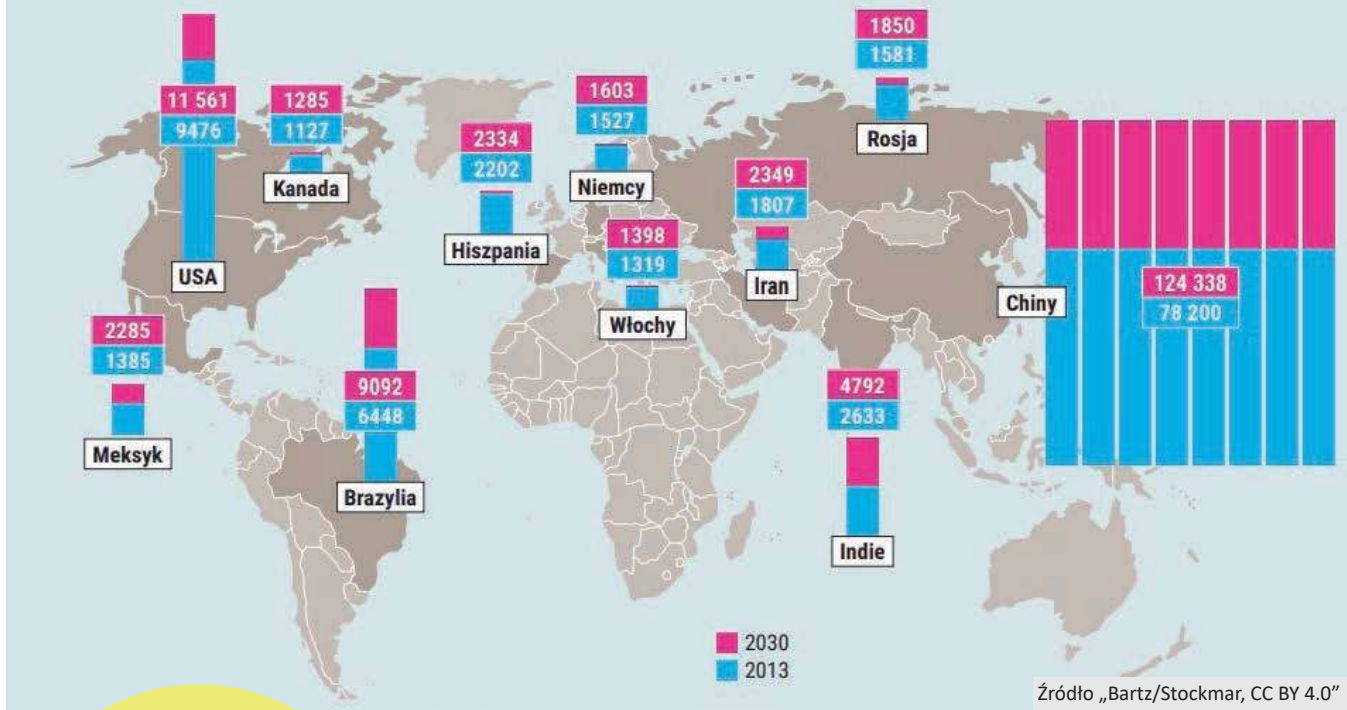 11 561
9476
USA
1285
1127
Kanada
2334
2202
Hiszpania
1603
1527
Niemcy
1850
1581
Rosja
1398
1319
Włochy
2349
1807
Iran
Chiny
124 338
78 200
2285
1385
Meksyk
9092
6448
Brazylia
4792
2633
Indie
2030
2013
Źródło „Bartz/Stockmar, CC BY 4.0”